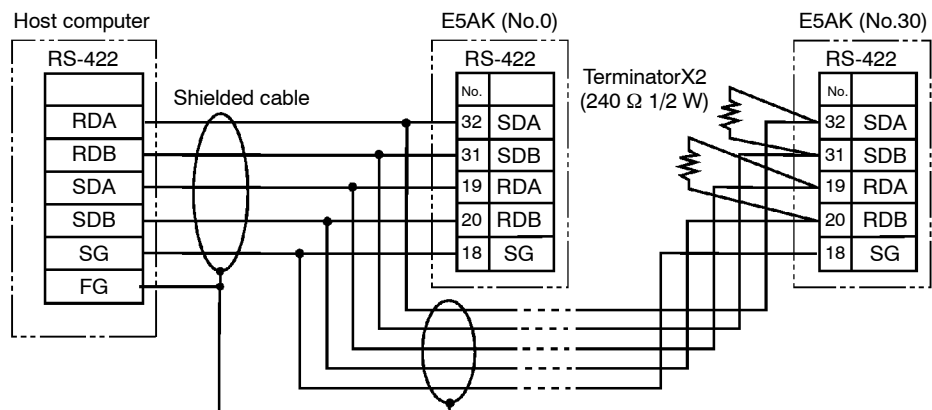 Host computer
RS-422
RDA
RDB
SDA
SDB
SG
FG
Shielded cable
E5AK (No.0)
RS-422
No.
32 SDA
31 SDB
19 RDA
20 RDB
18 SG
TerminatorX2
(240 Ω 1/2 W)
E5AK (No.30)
RS-422
No.
32 SDA
31 SDB
19 RDA
20 RDB
18 SG